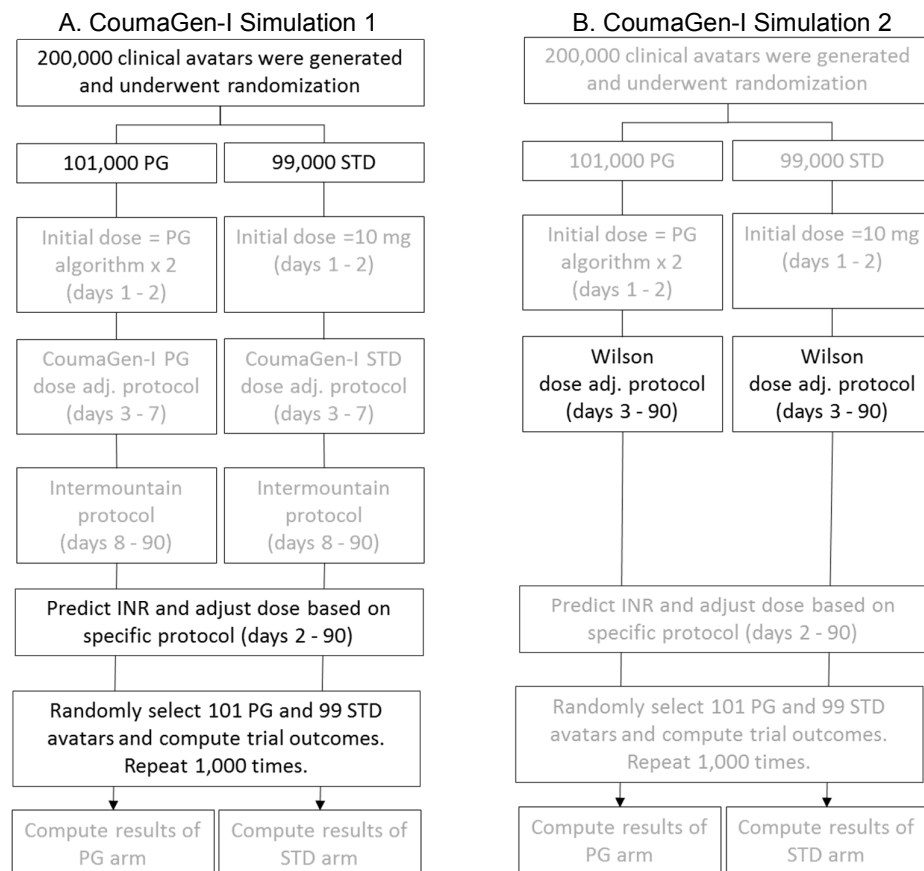 A. CoumaGen-I Simulation 1
200,000 clinical avatars were generated
and underwent randomization
101,000 PG
99,000 STD
Initial dose = PG
algorithm x 2
(days 1 - 2)
Initial dose =10 mg
(days 1 - 2)
CoumaGen-I PG
dose adj. protocol
(days 3 - 7)
CoumaGen-I STD
dose adj. protocol
(days 3 - 7)
Intermountain
protocol
(days 8 - 90)
Intermountain
protocol
(days 8 - 90)
Predict INR and adjust dose based on
specific protocol (days 2 - 90)
Randomly select 101 PG and 99 STD
avatars and compute trial outcomes.
Repeat 1,000 times.
Compute results of
PG arm
Compute results of
STD arm
B. CoumaGen-I Simulation 2
200,000 clinical avatars were generated
and underwent randomization
101,000 PG
99,000 STD
Initial dose = PG
algorithm x 2
(days 1 - 2)
Initial dose =10 mg
(days 1 - 2)
Wilson
dose adj. protocol
(days 3 - 90)
Wilson
dose adj. protocol
(days 3 - 90)
Predict INR and adjust dose based on
specific protocol (days 2 - 90)
Randomly select 101 PG and 99 STD
avatars and compute trial outcomes.
Repeat 1,000 times.
Compute results of
PG arm
Compute results of
STD arm